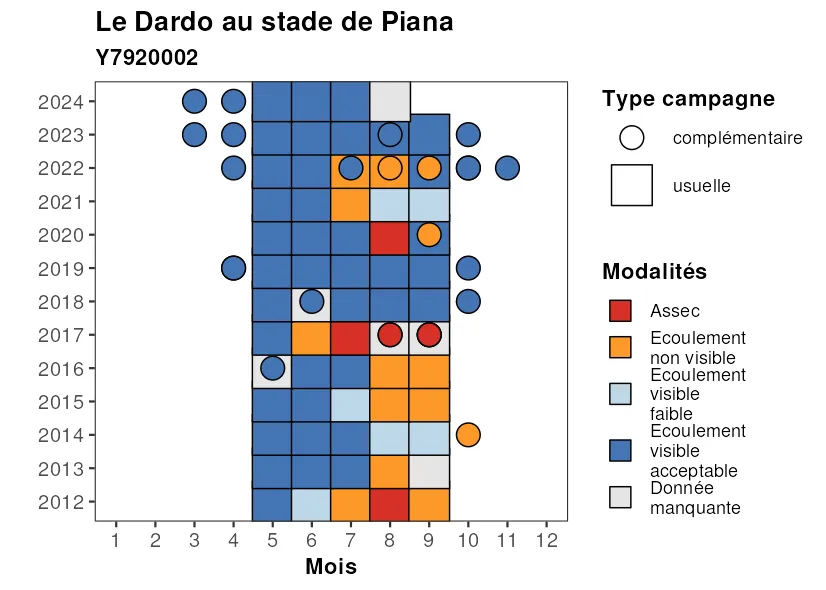 Le Dardo au stade de Piana
Y7920002
2024
2023
2022
2021
2020
2019
2018
2017
2016
2015
2014
2013
2012
1 2 3 4 5 6 7 8 9 10 11 12
Mois
Type campagne
complémentaire
usuelle
Modalités
Assec
Ecoulement
non visible
Ecoulement
visible
faible
Ecoulement
visible
acceptable
Donnée
manquante